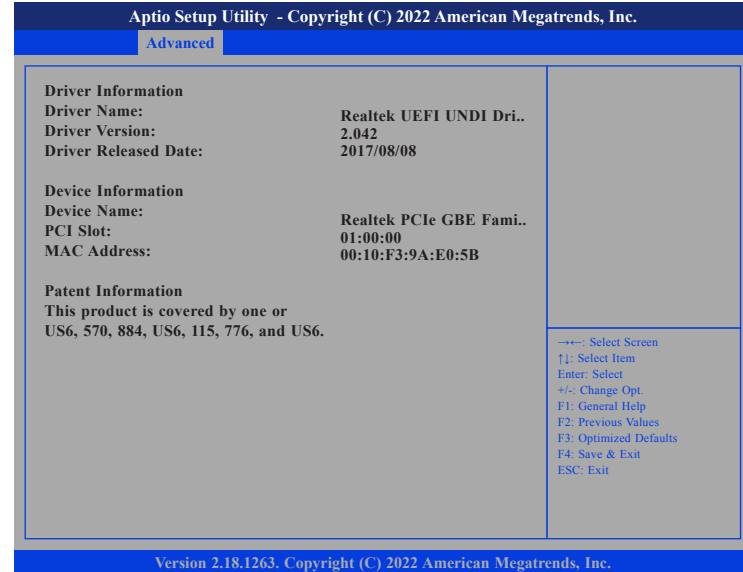 Aptio Setup Utility - Copyright (C) 2022 American Megatrends, Inc.
Advanced
Driver Information
Driver Name: Realtek UEFI UNDI Dri..
Driver Version: 2.042
Driver Released Date: 2017/08/08
Device Information
Device Name: Realtek PCIe GBE Fami..
PCI Slot: 01:00:00
MAC Address: 00:10:F3:9A:E0:5B
Patent Information
This product is covered by one or
US6, 570, 884, US6, 115, 776, and US6.
→←: Select Screen
↑↓: Select Item
Enter: Select
+/-: Change Opt.
F1: General Help
F2: Previous Values
F3: Optimized Defaults
F4: Save & Exit
ESC: Exit
Version 2.18.1263. Copyright (C) 2022 American Megatrends, Inc.